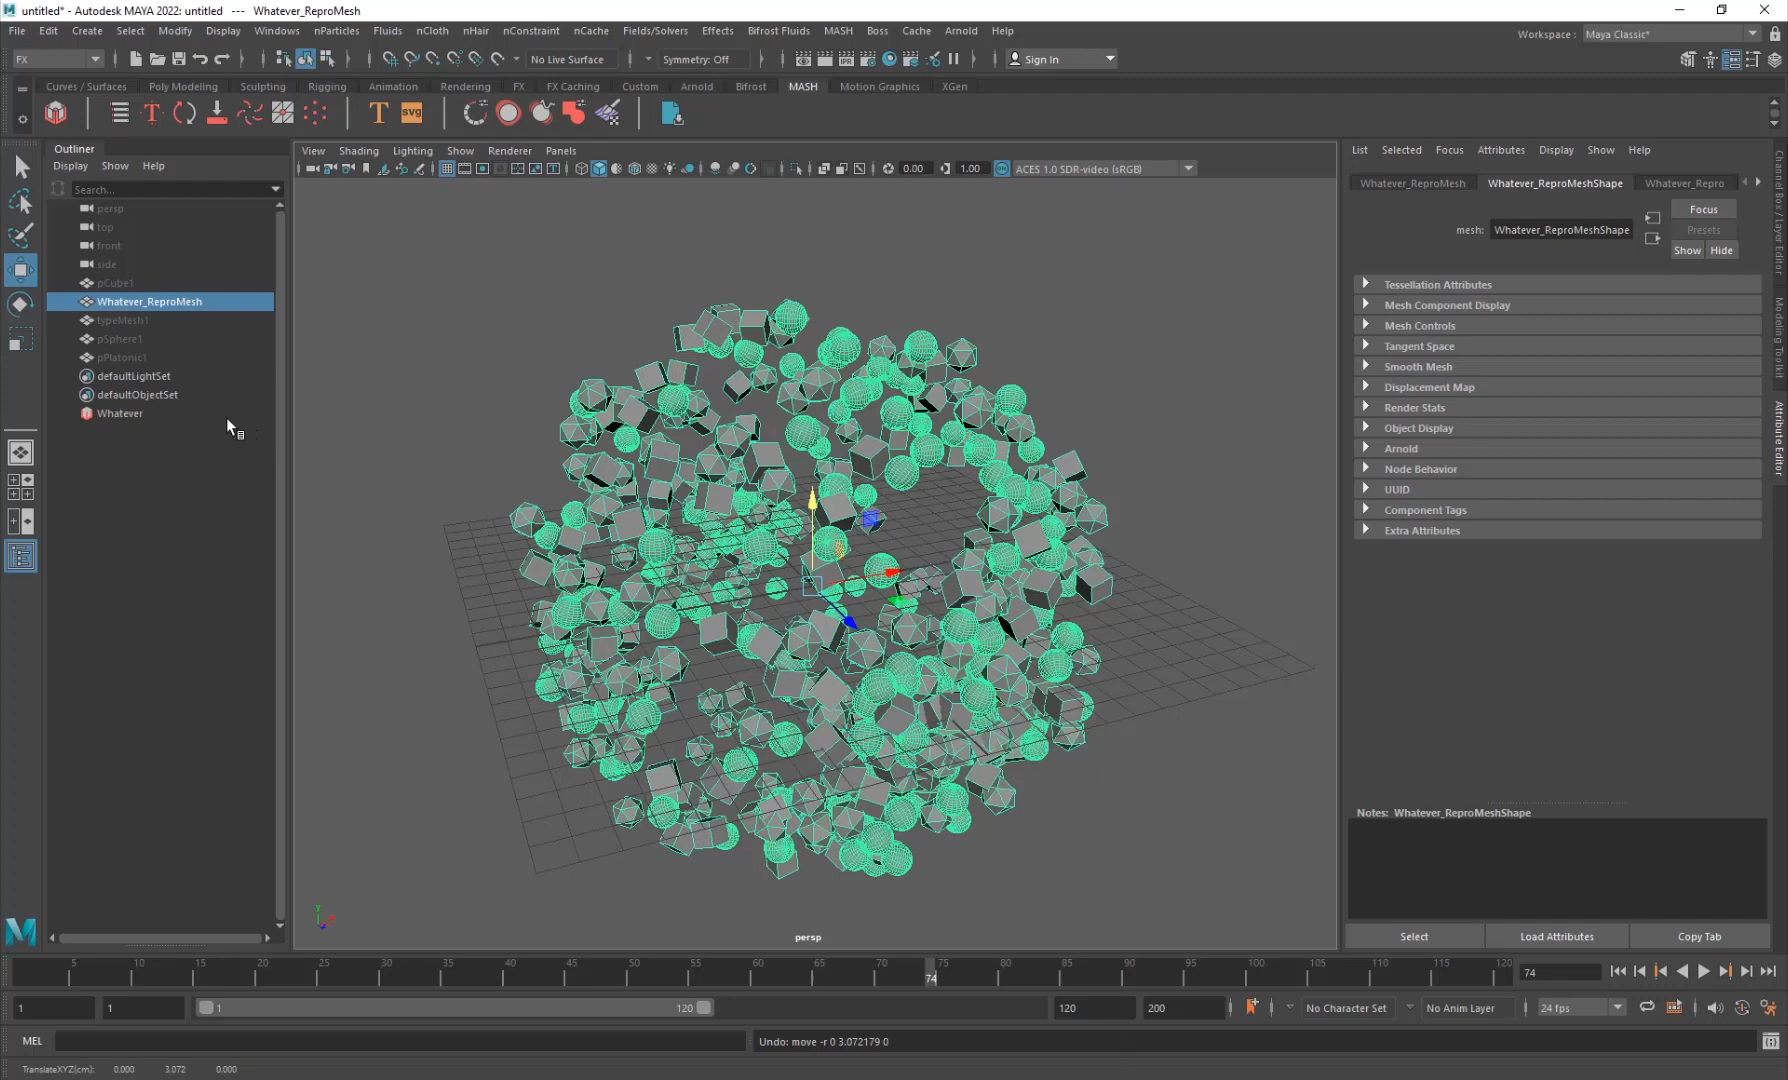 untitled* - Autodesk MAYA 2022: untitled --- Whatever_ReproMesh
File Edit Create Select Modify Display Windows nParticles Fluids nCloth nHair nConstraint nCache Fields/Solvers Effects Bifrost Fluids MASH Boss Cache Arnold Help
Workspace : Maya Classic*
FX No Live Surface Symmetry: Off IPR Sign In
Curves / Surfaces Poly Modeling Sculpting Rigging Animation Rendering FX FX Caching Custom Arnold Bifrost MASH Motion Graphics XGen
T T SVG
Outliner
Display Show Help
Search...
persp
top
front
side
pCube1
Whatever_ReproMesh
typeMesh1
pSphere1
pPlatonic1
defaultLightSet
defaultObjectSet
Whatever
View Shading Lighting Show Renderer Panels
0.00 1.00 ACES 1.0 SDR-video (sRGB)
persp
List Selected Focus Attributes Display Show Help
Whatever_ReproMesh Whatever_ReproMeshShape Whatever_Repro
mesh: Whatever_ReproMeshShape
Focus
Presets
Show Hide
Tessellation Attributes
Mesh Component Display
Mesh Controls
Tangent Space
Smooth Mesh
Displacement Map
Render Stats
Object Display
Arnold
Node Behavior
UUID
Component Tags
Extra Attributes
Notes: Whatever_ReproMeshShape
Select Load Attributes Copy Tab
Channel Box / Layer Editor
Modeling Toolkit
Attribute Editor
5 10 15 20 25 30 35 40 45 50 55 60 65 70 75 80 85 90 95 100 105 110 115 120
74
74
1 1 1 120 120 200 No Character Set No Anim Layer 24 fps
MEL Undo: move -r 0 3.072179 0
TranslateXYZ(cm): 0.000 3.072 0.000